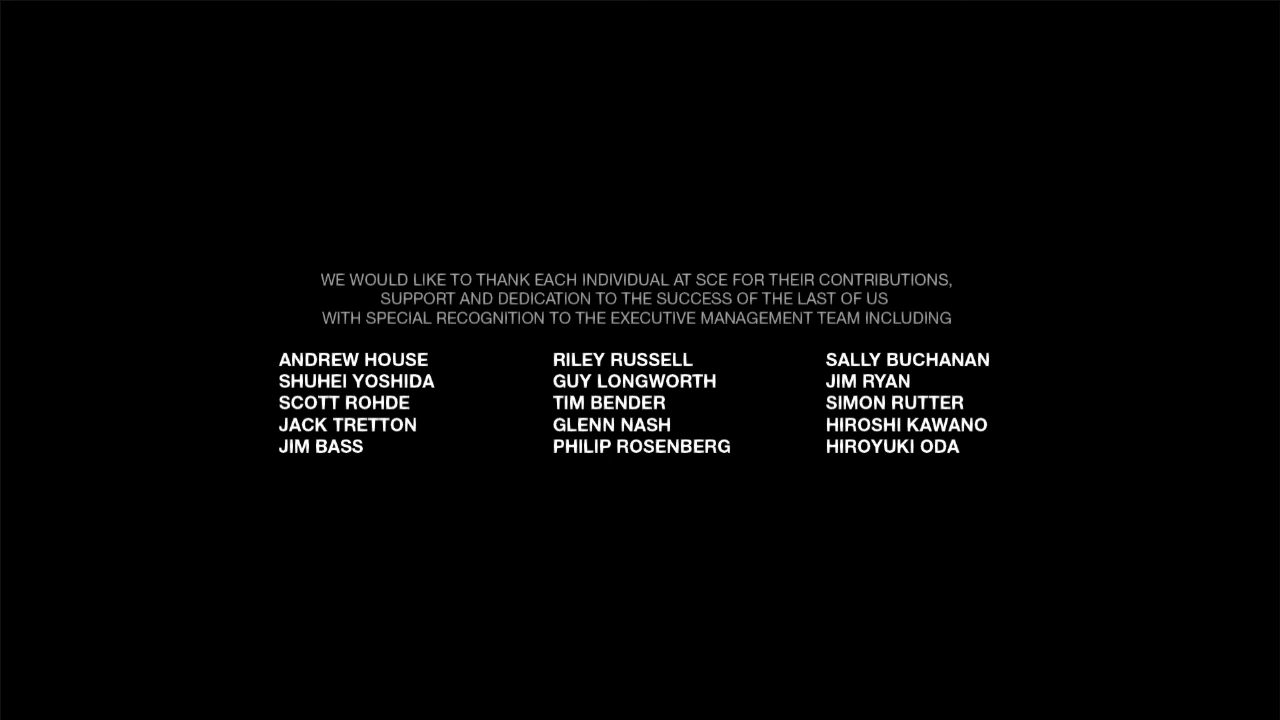 WE WOULD LIKE TO THANK EACH INDIVIDUAL AT SCE FOR THEIR CONTRIBUTIONS,
SUPPORT AND DEDICATION TO THE SUCCESS OF THE LAST OF US
WITH SPECIAL RECOGNITION TO THE EXECUTIVE MANAGEMENT TEAM INCLUDING
ANDREW HOUSE
SHUHEI YOSHIDA
SCOTT ROHDE
JACK TRETTON
JIM BASS
RILEY RUSSELL
GUY LONGWORTH
TIM BENDER
GLENN NASH
PHILIP ROSENBERG
SALLY BUCHANAN
JIM RYAN
SIMON RUTTER
HIROSHI KAWANO
HIROYUKI ODA